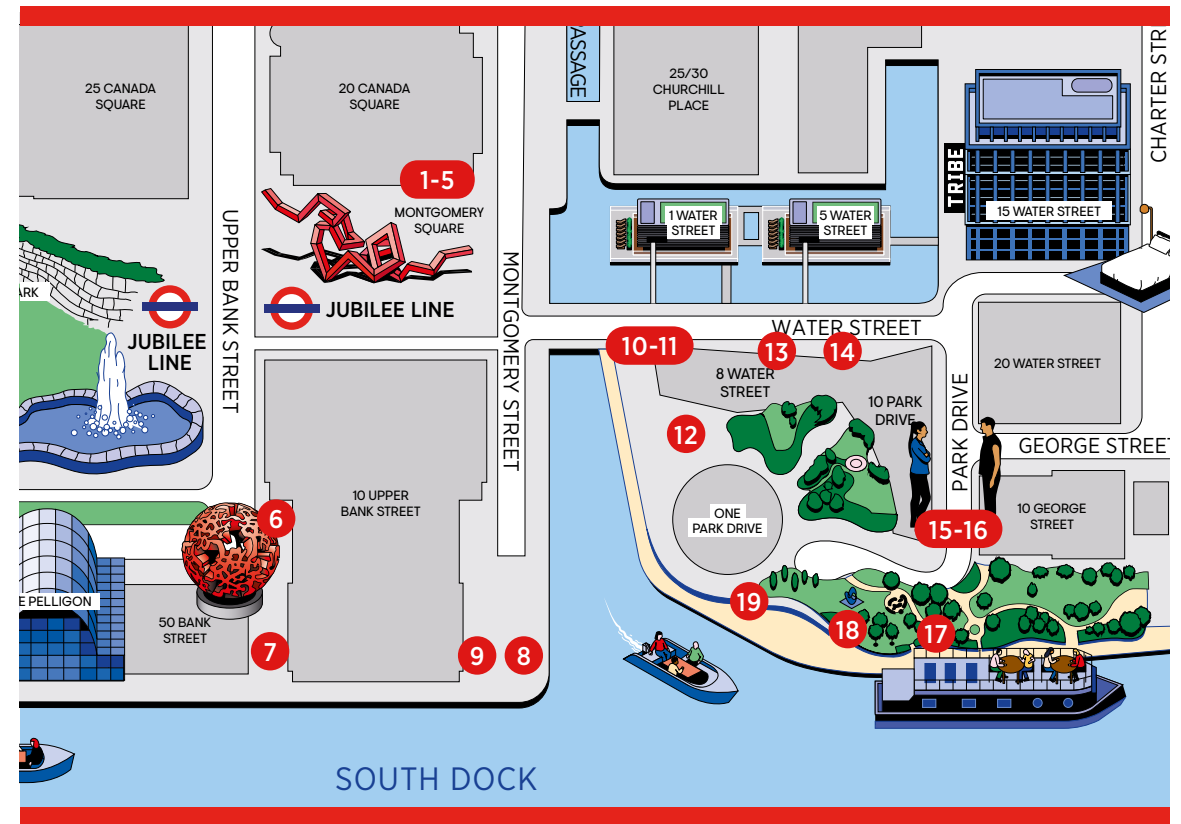 25 CANADA
SQUARE
20 CANADA
SQUARE
ASSAGE
25/30
CHURCHILL
PLACE
CHARTER STR
TRIBE
15 WATER STREET
1-5
MONTGOMERY
SQUARE
1 WATER
STREET
5 WATER
STREET
UPPER BANK STREET
ARK
JUBILEE
LINE
JUBILEE LINE
MONTGOMERY STREET
WATER STREET
10-11
13
14
8 WATER
STREET
10 PARK
DRIVE
PARK DRIVE
20 WATER STREET
GEORGE STREET
12
10 UPPER
BANK STREET
6
ONE
PARK DRIVE
15-16
10 GEORGE
STREET
E PELLIGON
50 BANK
STREET
7
9
8
19
18
17
SOUTH DOCK